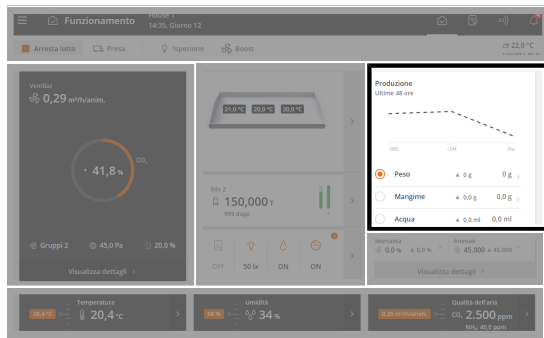 Funzionamento
House 1
14:35, Giorno 12
Arresta lotto
Presa
Ispezione
Boost
22,0 °C
Ventilaz
0,29 m³/h/anim.
41,8 %
CO₂
Gruppi 2
45,0 Pa
20,0 %
Visualizza dettagli
21,0 °C 20,0 °C 20,0 °C
Silo 2
150,000 T
999 dage
OFF
50 lx
ON
ON
Produzione
Ultime 48 ore
-48t
-24t
Nu
Peso
0 g
0 g
Mangime
0,0 g
0,0 g
Acqua
0,0 ml
0,0 ml
Mortalità
0,0 %
0,0 %
Animali
45.000
45.000
Visualizza dettagli
Temperatura
20,4 °C
Umidità
38 %
34 %
Qualità dell'aria
0,29 m³/h/anim.
CO₂ 2.500 ppm
NH₃: 40,0 ppm